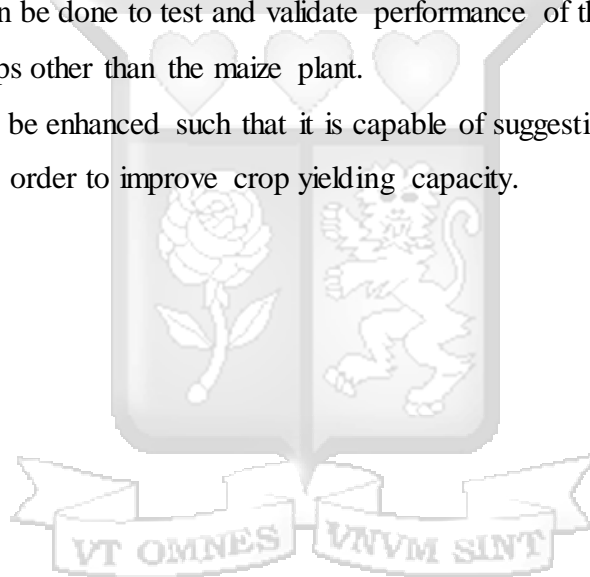 n be done to test and validate performance of th
ps other than the maize plant.
be enhanced such that it is capable of suggesti
order to improve crop yielding capacity.
VT OMNES VNVM SINT